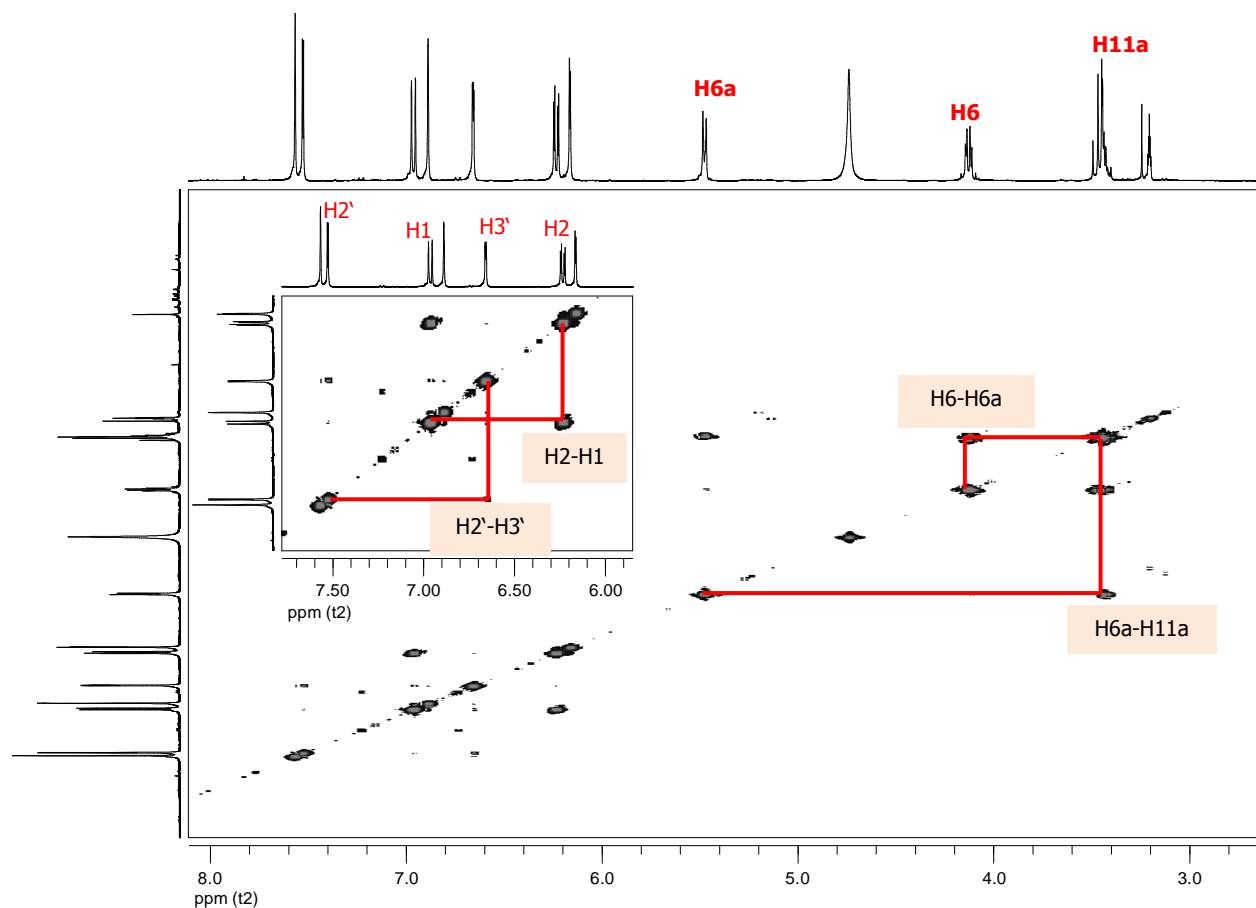 H11a
H6a
H6
H2‘
H1
H3‘
H2
H6-H6a
H2-H1
H2‘-H3‘
7.50
7.00
6.50
6.00
ppm (t2)
H6a-H11a
8.0
7.0
6.0
5.0
4.0
3.0
ppm (t2)